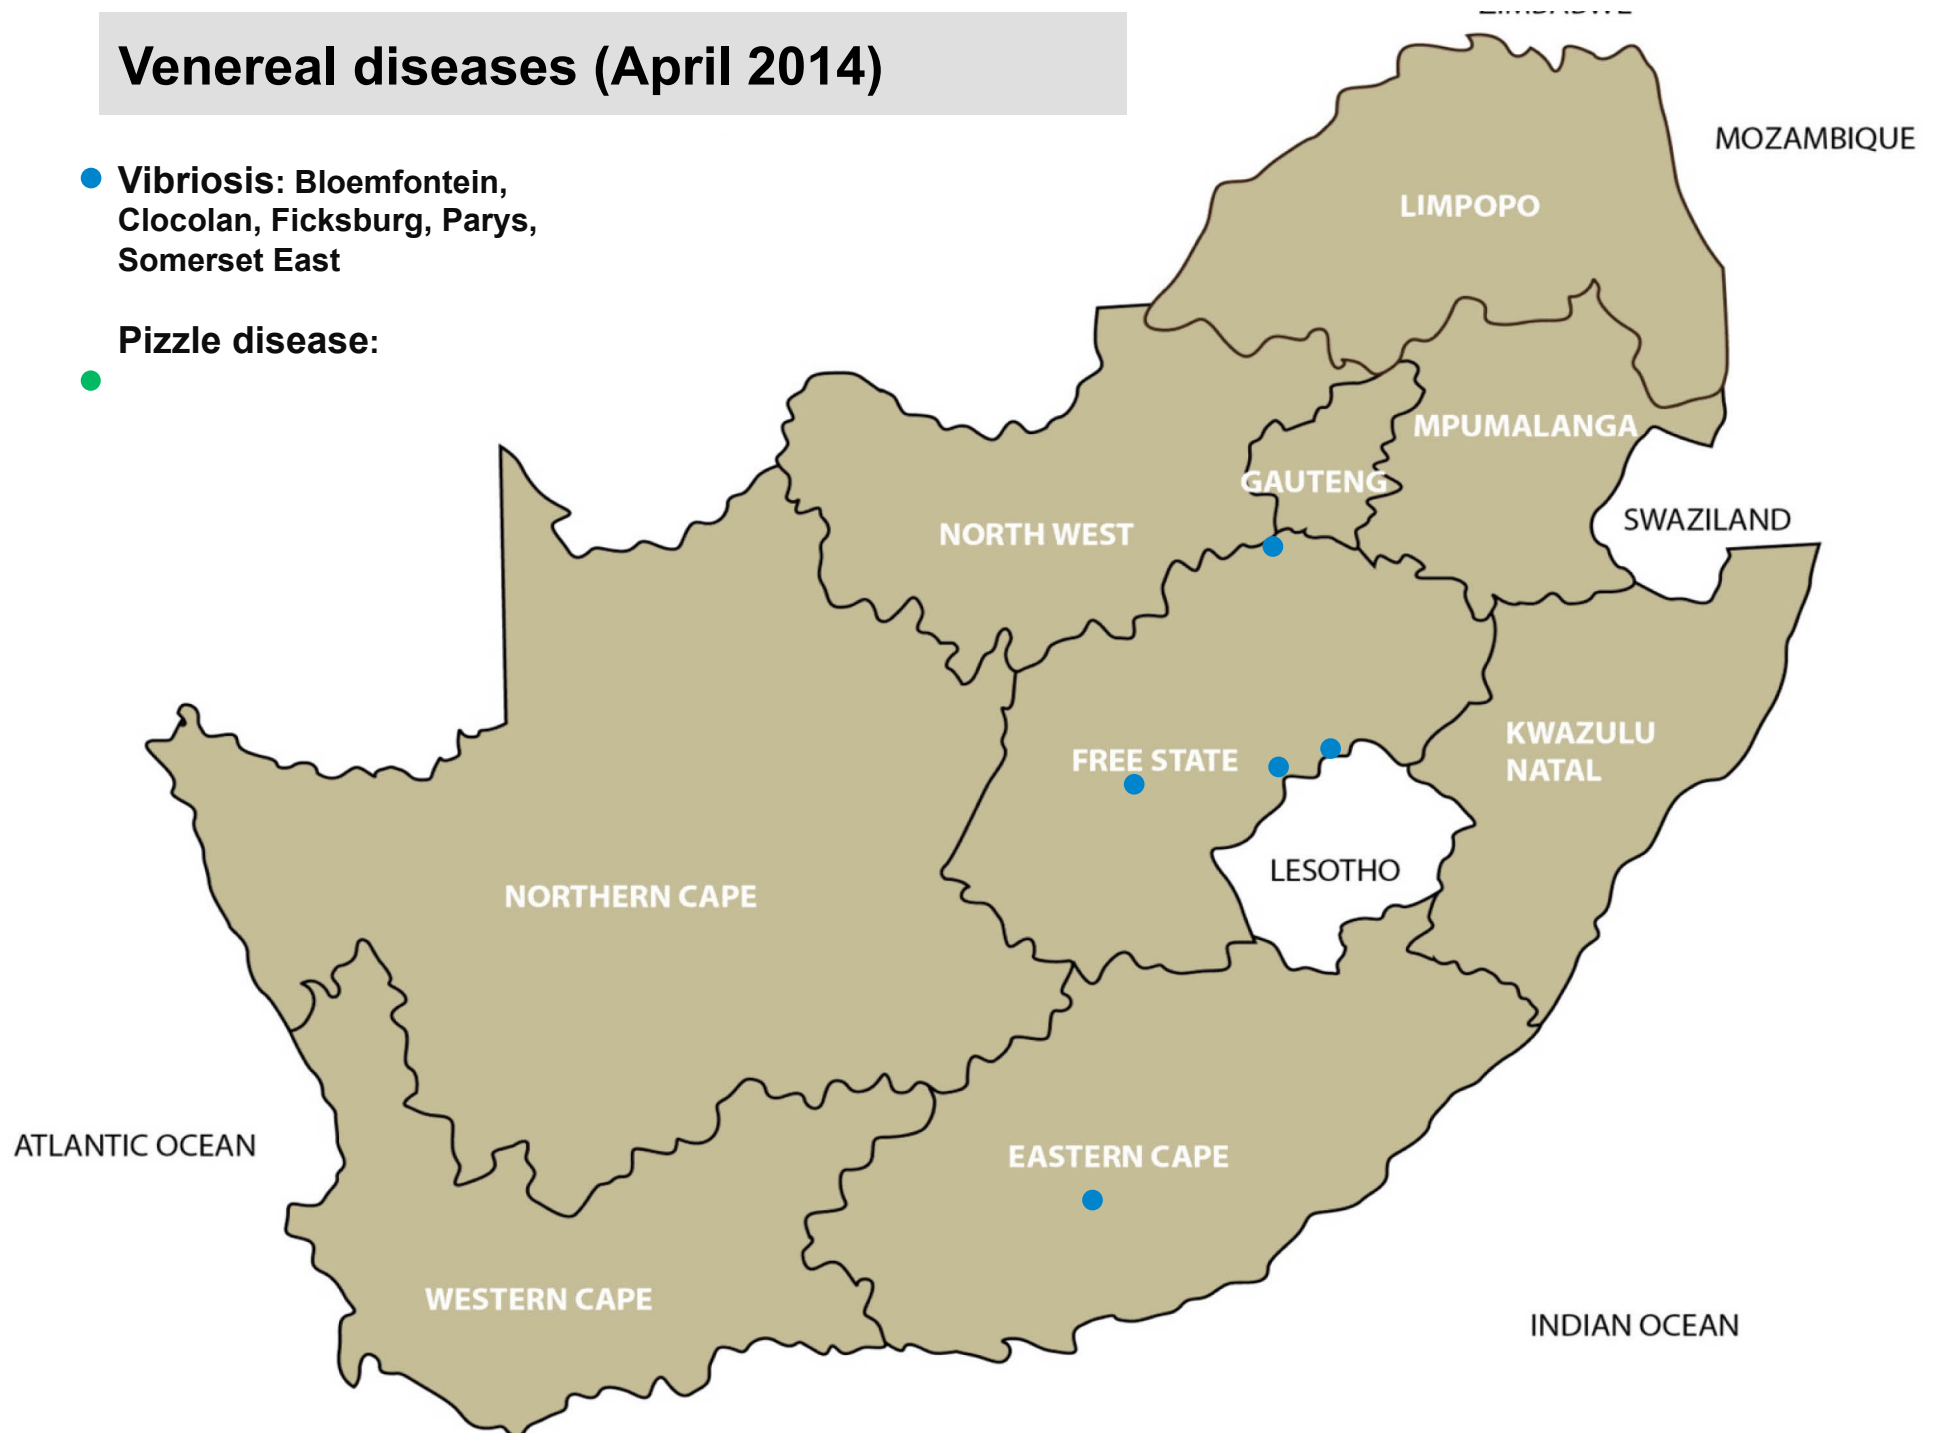 Venereal diseases (April 2014)
Vibriosis: Bloemfontein,
Clocolan, Ficksburg, Parys,
Somerset East
Pizzle disease:
MOZAMBIQUE
LIMPOPO
MPUMALANGA
GAUTENG
SWAZILAND
NORTH WEST
KWAZULU
NATAL
FREE STATE
LESOTHO
NORTHERN CAPE
ATLANTIC OCEAN
EASTERN CAPE
WESTERN CAPE
INDIAN OCEAN